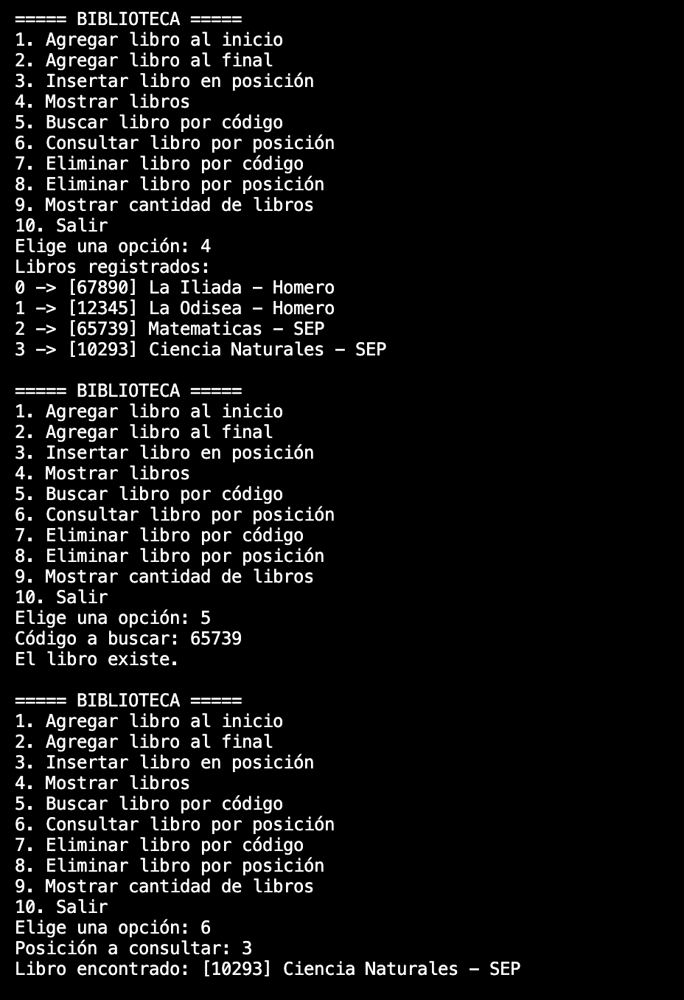 ===== BIBLIOTECA =====
1. Agregar libro al inicio
2. Agregar libro al final
3. Insertar libro en posición
4. Mostrar libros
5. Buscar libro por código
6. Consultar libro por posición
7. Eliminar libro por código
8. Eliminar libro por posición
9. Mostrar cantidad de libros
10. Salir
Elige una opción: 4
Libros registrados:
0 -> [67890] La Iliada - Homero
1 -> [12345] La Odisea - Homero
2 -> [65739] Matematicas - SEP
3 -> [10293] Ciencia Naturales - SEP

===== BIBLIOTECA =====
1. Agregar libro al inicio
2. Agregar libro al final
3. Insertar libro en posición
4. Mostrar libros
5. Buscar libro por código
6. Consultar libro por posición
7. Eliminar libro por código
8. Eliminar libro por posición
9. Mostrar cantidad de libros
10. Salir
Elige una opción: 5
Código a buscar: 65739
El libro existe.

===== BIBLIOTECA =====
1. Agregar libro al inicio
2. Agregar libro al final
3. Insertar libro en posición
4. Mostrar libros
5. Buscar libro por código
6. Consultar libro por posición
7. Eliminar libro por código
8. Eliminar libro por posición
9. Mostrar cantidad de libros
10. Salir
Elige una opción: 6
Posición a consultar: 3
Libro encontrado: [10293] Ciencia Naturales - SEP